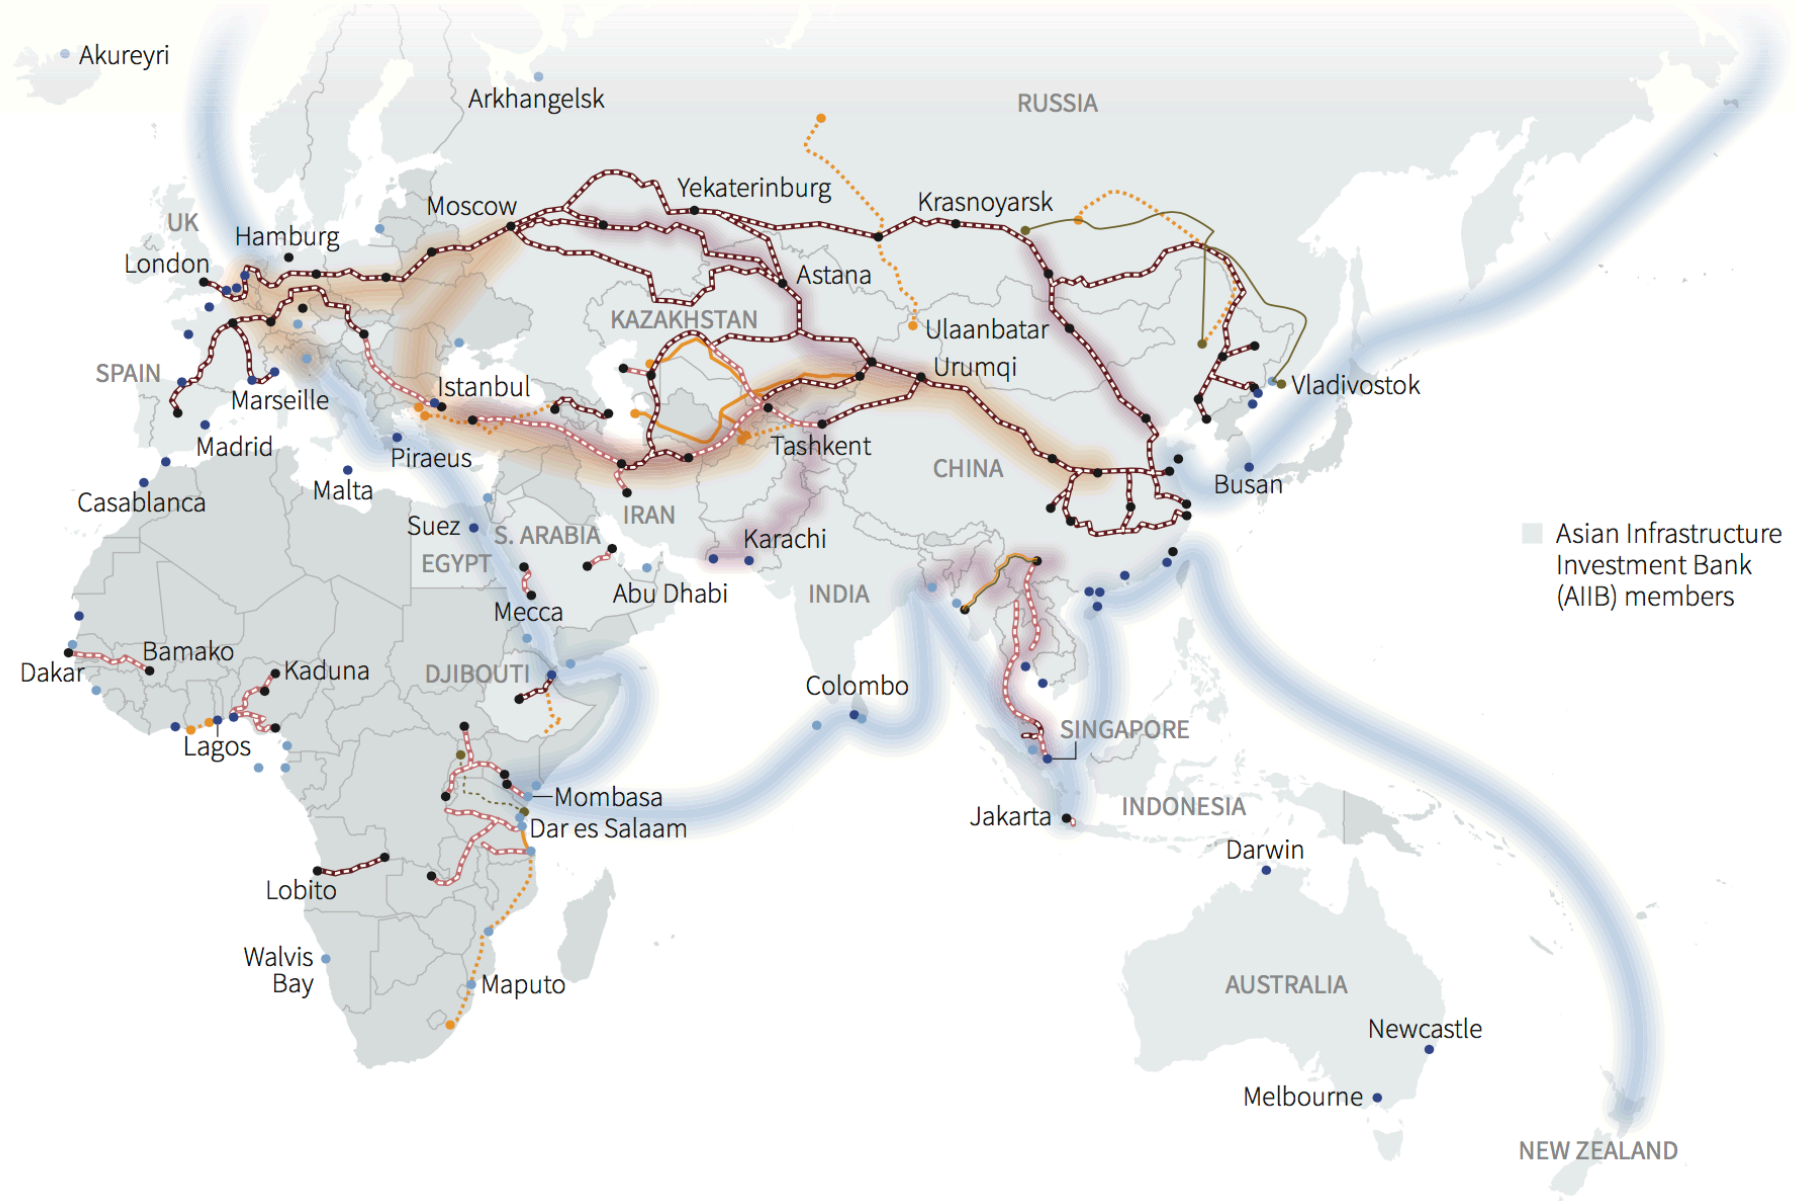 Akureyri
Arkhangelsk
RUSSIA
Yekaterinburg
Krasnoyarsk
Moscow
UK
Hamburg
London
Astana
KAZAKHSTAN
Ulaanbatar
Urumqi
SPAIN
Istanbul
Vladivostok
Marseille
Madrid
Piraeus
Tashkent
CHINA
Malta
Busan
Casablanca
IRAN
Suez
S. ARABIA
Karachi
EGYPT
Asian Infrastructure
Investment Bank
(AIIB) members
Abu Dhabi
INDIA
Mecca
Bamako
Dakar
Kaduna
DJIBOUTI
Colombo
SINGAPORE
Lagos
Mombasa
INDONESIA
Jakarta
Dar es Salaam
Darwin
Lobito
Walvis
Bay
Maputo
AUSTRALIA
Newcastle
Melbourne
NEW ZEALAND